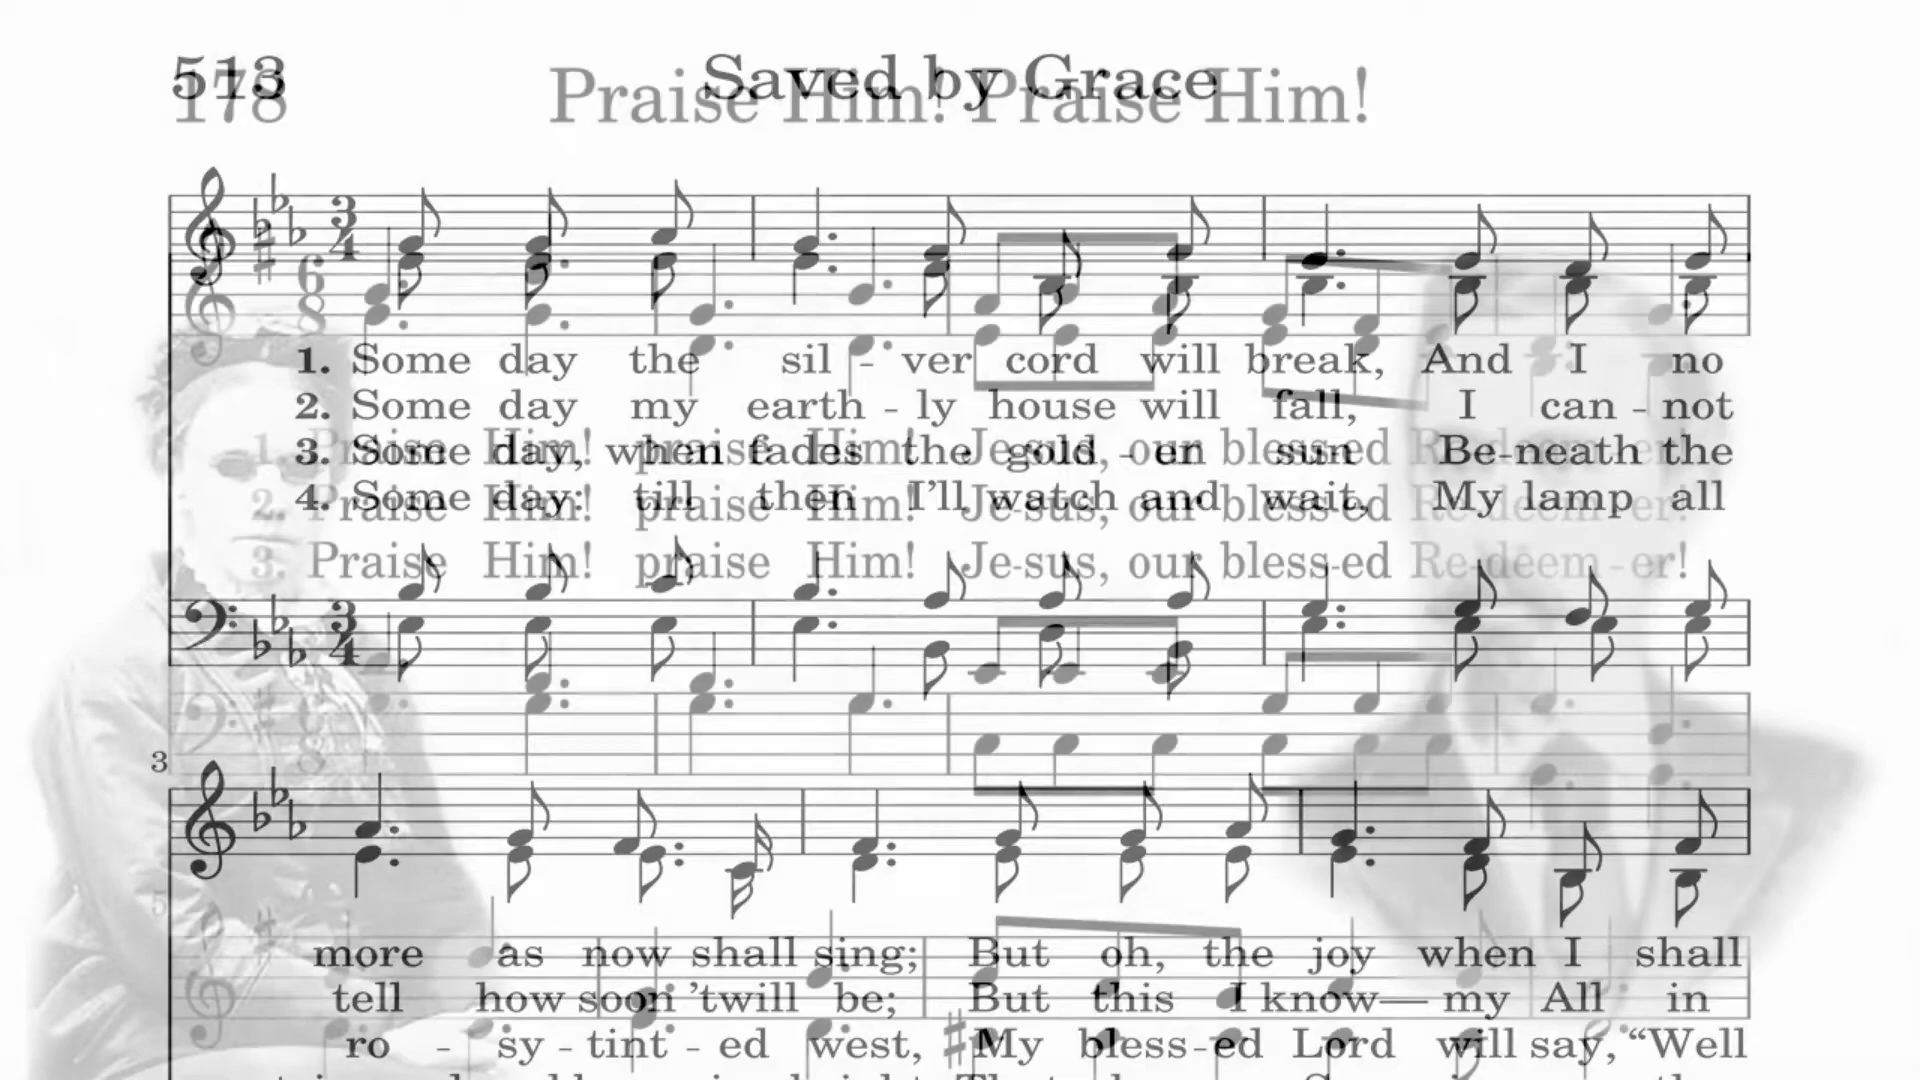 513 Saved by Grace
178 Praise Him! Praise Him!
1. Some day the sil - ver cord will break, And I no
2. Some day my earth - ly house will fall, I can - not
3. Some day, when fades the gold - en sun Be-neath the
4. Some day: till then I'll watch and wait, My lamp all
1. Praise Him! praise Him! Je-sus, our bless-ed Re-deem-er!
2. Praise Him! praise Him! Je-sus, our bless-ed Re-deem-er!
3. Praise Him! praise Him! Je-sus, our bless-ed Re-deem-er!
3
more as now shall sing; But oh, the joy when I shall
5
tell how soon 'twill be; But this I know— my All in
ro - sy - tint - ed west, My bless-ed Lord will say, “Well